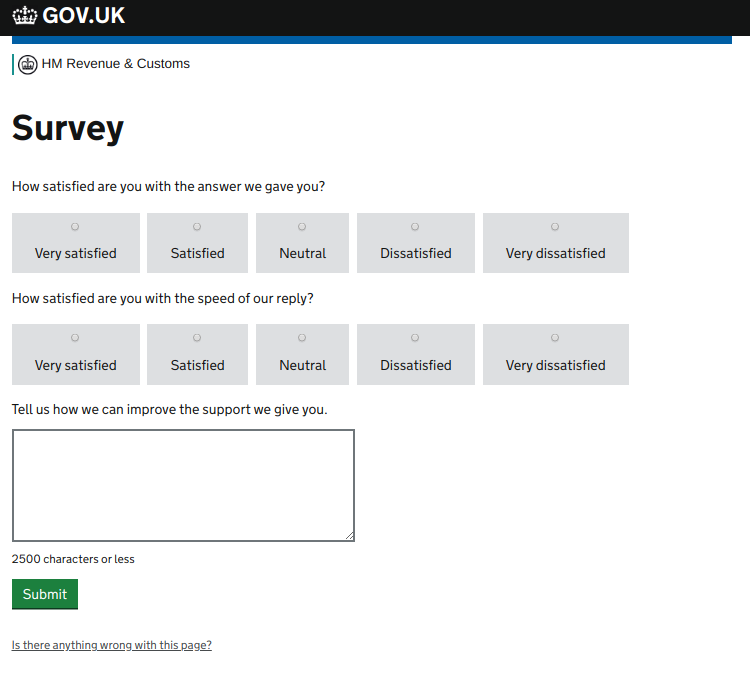 GOV.UK
HM Revenue & Customs
Survey
How satisfied are you with the answer we gave you?
Very satisfied Satisfied Neutral Dissatisfied Very dissatisfied
How satisfied are you with the speed of our reply?
Very satisfied Satisfied Neutral Dissatisfied Very dissatisfied
Tell us how we can improve the support we give you.
2500 characters or less
Submit
Is there anything wrong with this page?